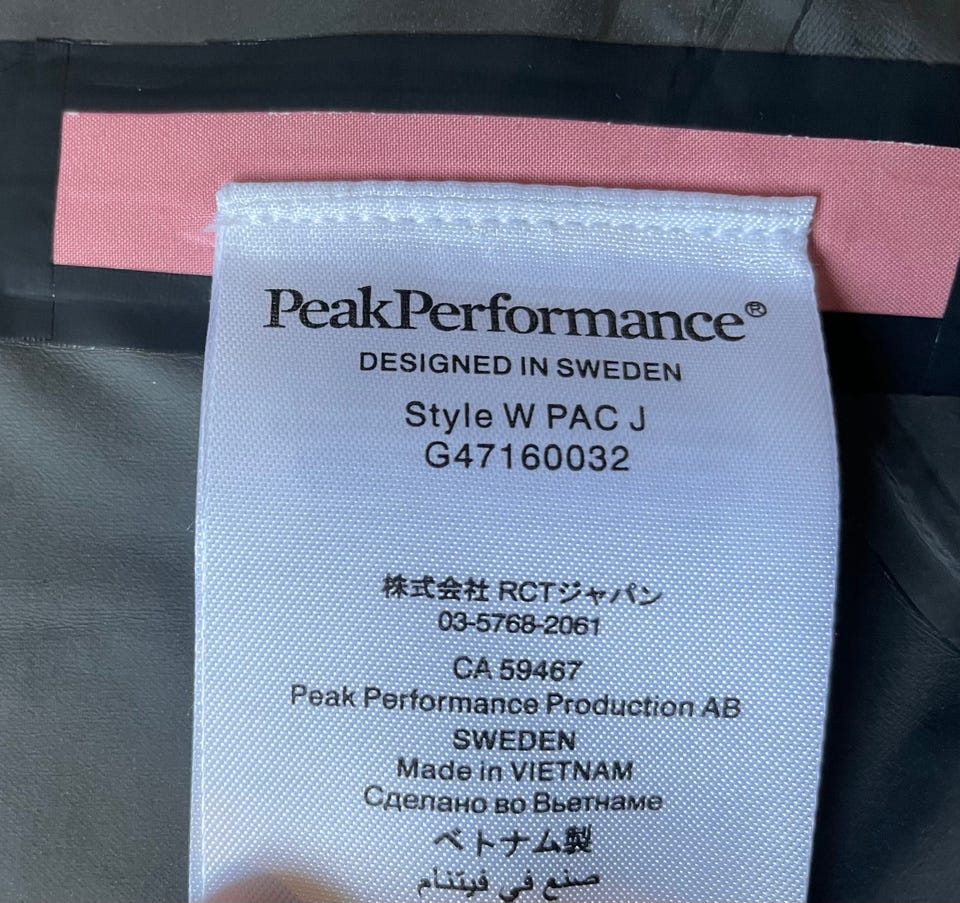 PeakPerformance®
DESIGNED IN SWEDEN
Style W PAC J
G47160032
株式会社 RCTジャパン
03-5768-2061
CA 59467
Peak Performance Production AB
SWEDEN
Made in VIETNAM
Сделано во Вьетнаме
ベトナム製
صنع في فيتنام